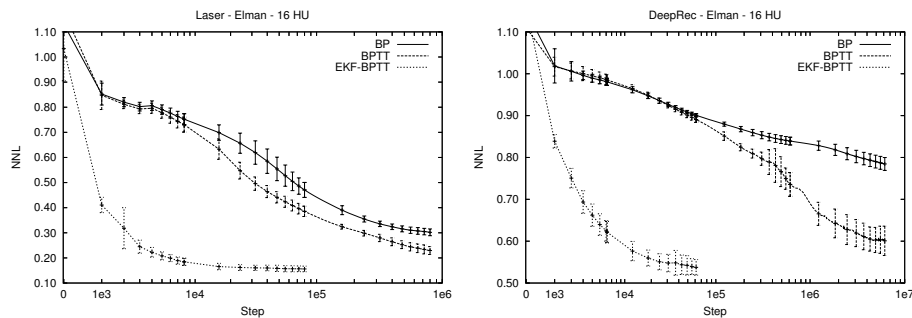 Laser - Elman - 16 HU
1.10
1.00
0.90
0.80
0.70
0.60
0.50
0.40
0.30
0.20
0.10
NNL
BP
BPTT
EKF-BPTT
0
1e3
1e4
1e5
1e6
Step
DeepRec - Elman - 16 HU
1.10
1.00
0.90
0.80
0.70
0.60
0.50
NNL
BP
BPTT
EKF-BPTT
0
1e3
1e4
1e5
1e6
1e7
Step